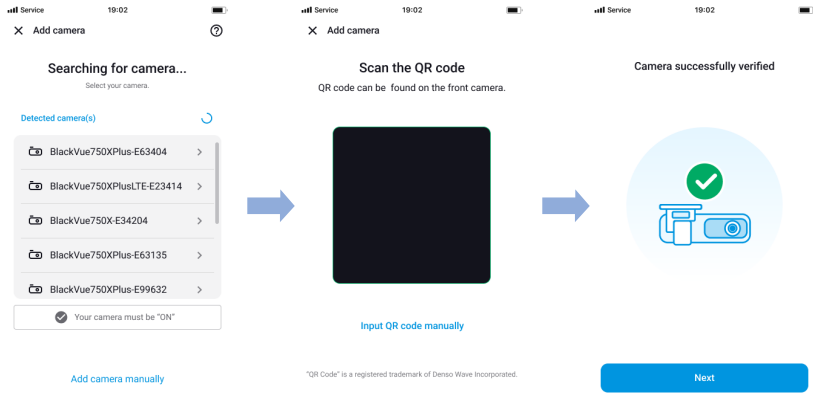 Service
19:02
Add camera
Searching for camera...
Select your camera.
Detected camera(s)
BlackVue750XPlus-E63404
BlackVue750XPlusLTE-E23414
BlackVue750X-E34204
BlackVue750XPlus-E63135
BlackVue750XPlus-E99632
Your camera must be "ON"
Add camera manually
Service
19:02
Add camera
Scan the QR code
QR code can be found on the front camera.
Input QR code manually
"QR Code" is a registered trademark of Denso Wave Incorporated.
Service
19:02
Camera successfully verified
Next